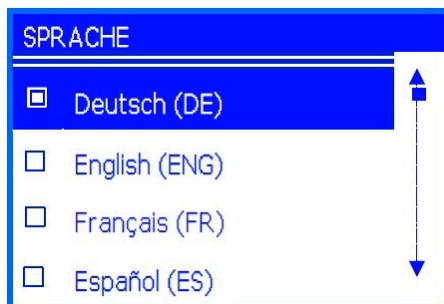 SPRACHE
Deutsch (DE)
English (ENG)
Français (FR)
Español (ES)